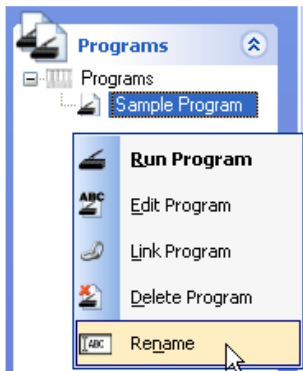 Programs
Programs
Sample Program
Run Program
ABC
Edit Program
Link Program
Delete Program
ABC
Rename